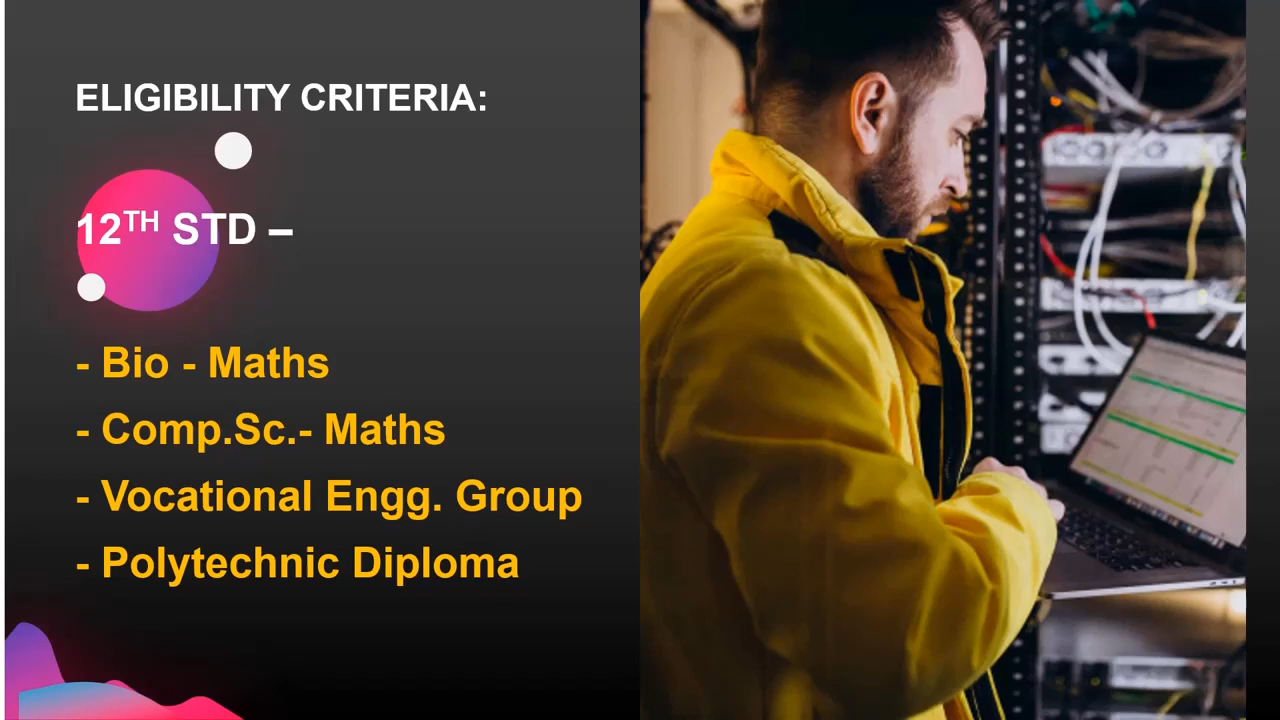 ELIGIBILITY CRITERIA:
12TH STD –
- Bio - Maths
- Comp.Sc.- Maths
- Vocational Engg. Group
- Polytechnic Diploma